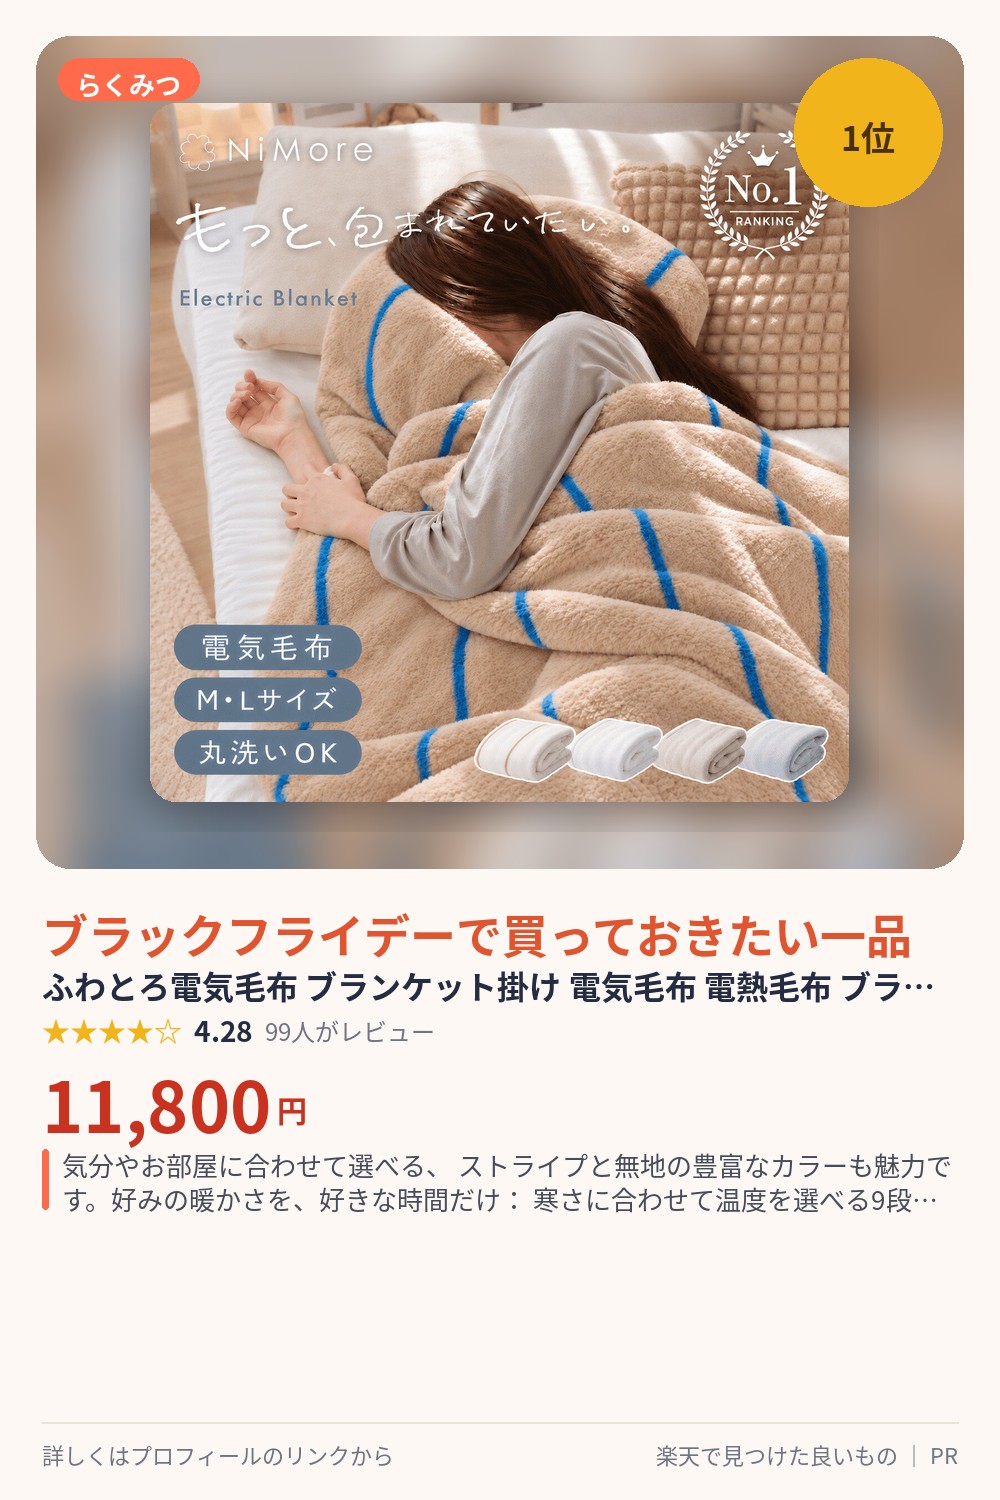 らくみつ
1位
NiMore
No.1
RANKING
もっと、包まれていたい。
Electric Blanket
電気毛布
M・Lサイズ
丸洗いOK
ブラックフライデーで買っておきたい一品
ふわとろ電気毛布 ブランケット掛け 電気毛布 電熱毛布 ブラ…
★★★★☆ 4.28 99人がレビュー
11,800円
気分やお部屋に合わせて選べる、 ストライプと無地の豊富なカラーも魅力で
す。好みの暖かさを、好きな時間だけ： 寒さに合わせて温度を選べる9段…
詳しくはプロフィールのリンクから
楽天で見つけた良いもの ｜ PR